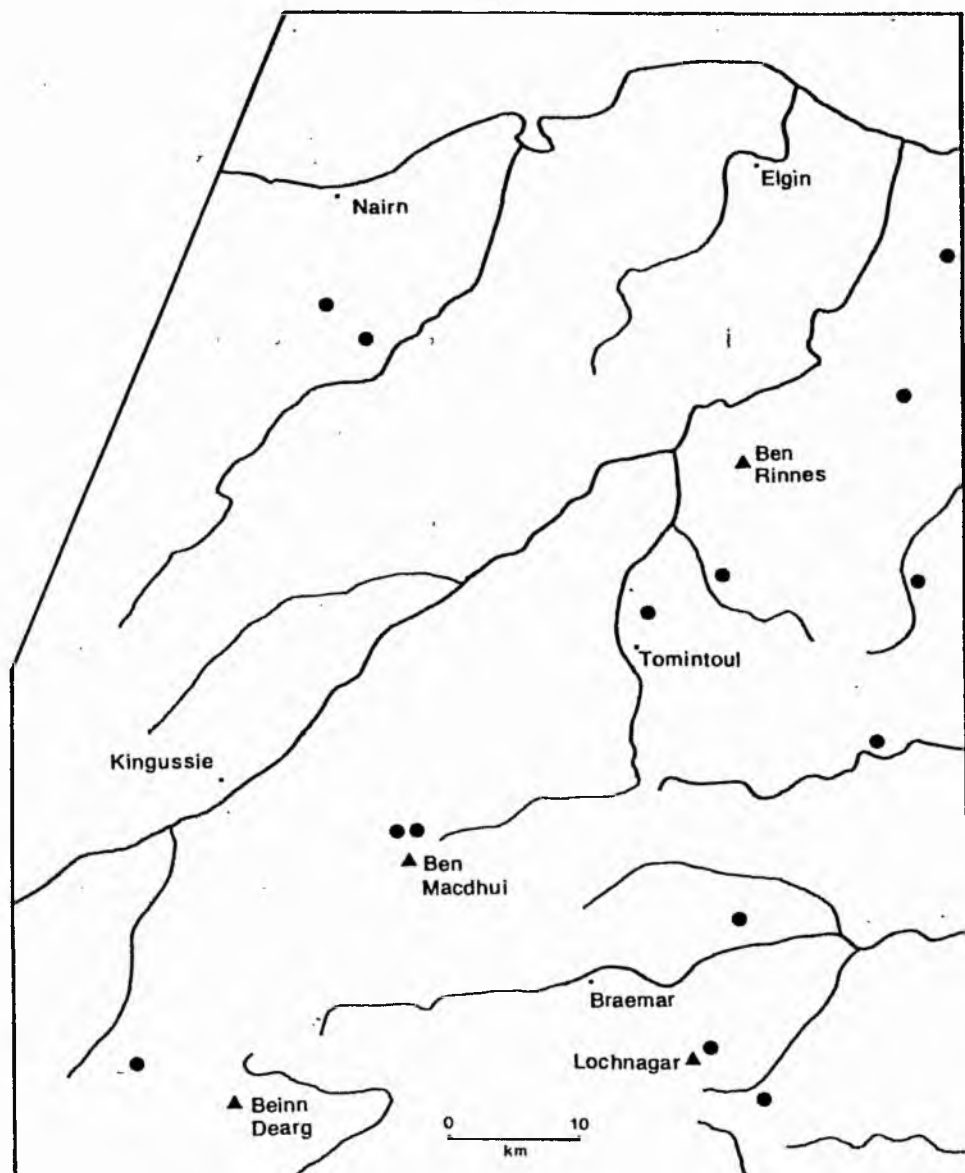 Elgin
Nairn
Ben
Rinnes
Tomintoul
Kingussie
Ben
Macdhui
Braemar
Lochnagar
Beinn
Dearg
0 10
km